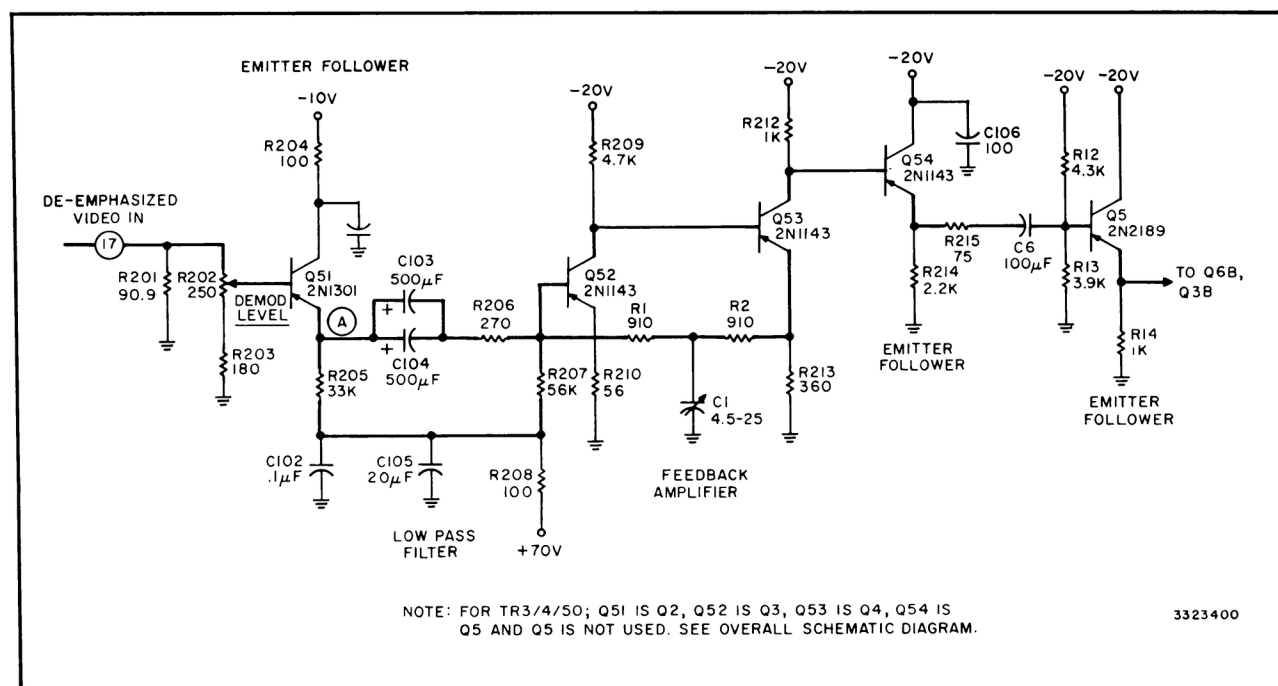 EMITTER FOLLOWER
-10V
R204
100
DE-EMPHASIZED
VIDEO IN
17
R201
90.9
R202
250
DEMOD
LEVEL
R203
180
Q51
2N1301
A
C103
500μF
C104
500μF
R205
33K
C102
.1μF
C105
20μF
LOW PASS
FILTER
R206
270
-20V
R209
4.7K
Q52
2N1143
R207
56K
R210
56
R208
100
+70V
R1
910
R2
910
C1
4.5-25
FEEDBACK
AMPLIFIER
-20V
R212
1K
Q53
2N1143
R213
360
-20V
C106
100
Q54
2N1143
R215
75
R214
2.2K
EMITTER
FOLLOWER
C6
100μF
-20V
-20V
R12
4.3K
Q5
2N2189
R13
3.9K
TO Q6B,
Q3B
R14
1K
EMITTER
FOLLOWER
NOTE: FOR TR3/4/50; Q51 IS Q2, Q52 IS Q3, Q53 IS Q4, Q54 IS
Q5 AND Q5 IS NOT USED. SEE OVERALL SCHEMATIC DIAGRAM.
3323400